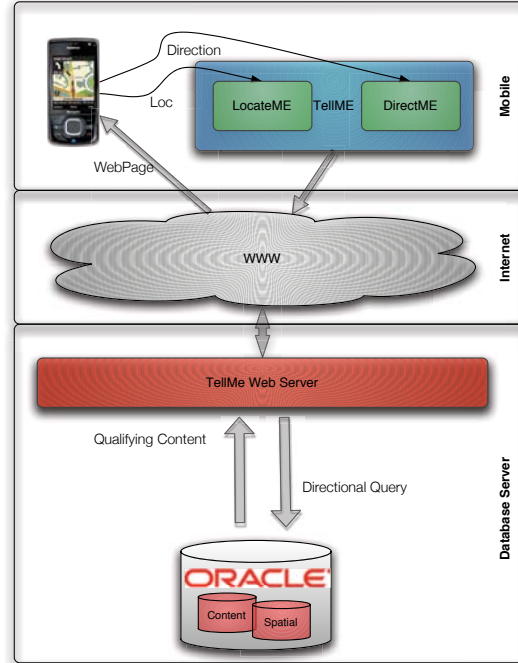 Direction
Loc
LocateME
TellME
DirectME
WebPage
Mobile
WWW
Internet
TellMe Web Server
Qualifying Content
Directional Query
Database Server
ORACLE
Content
Spatial